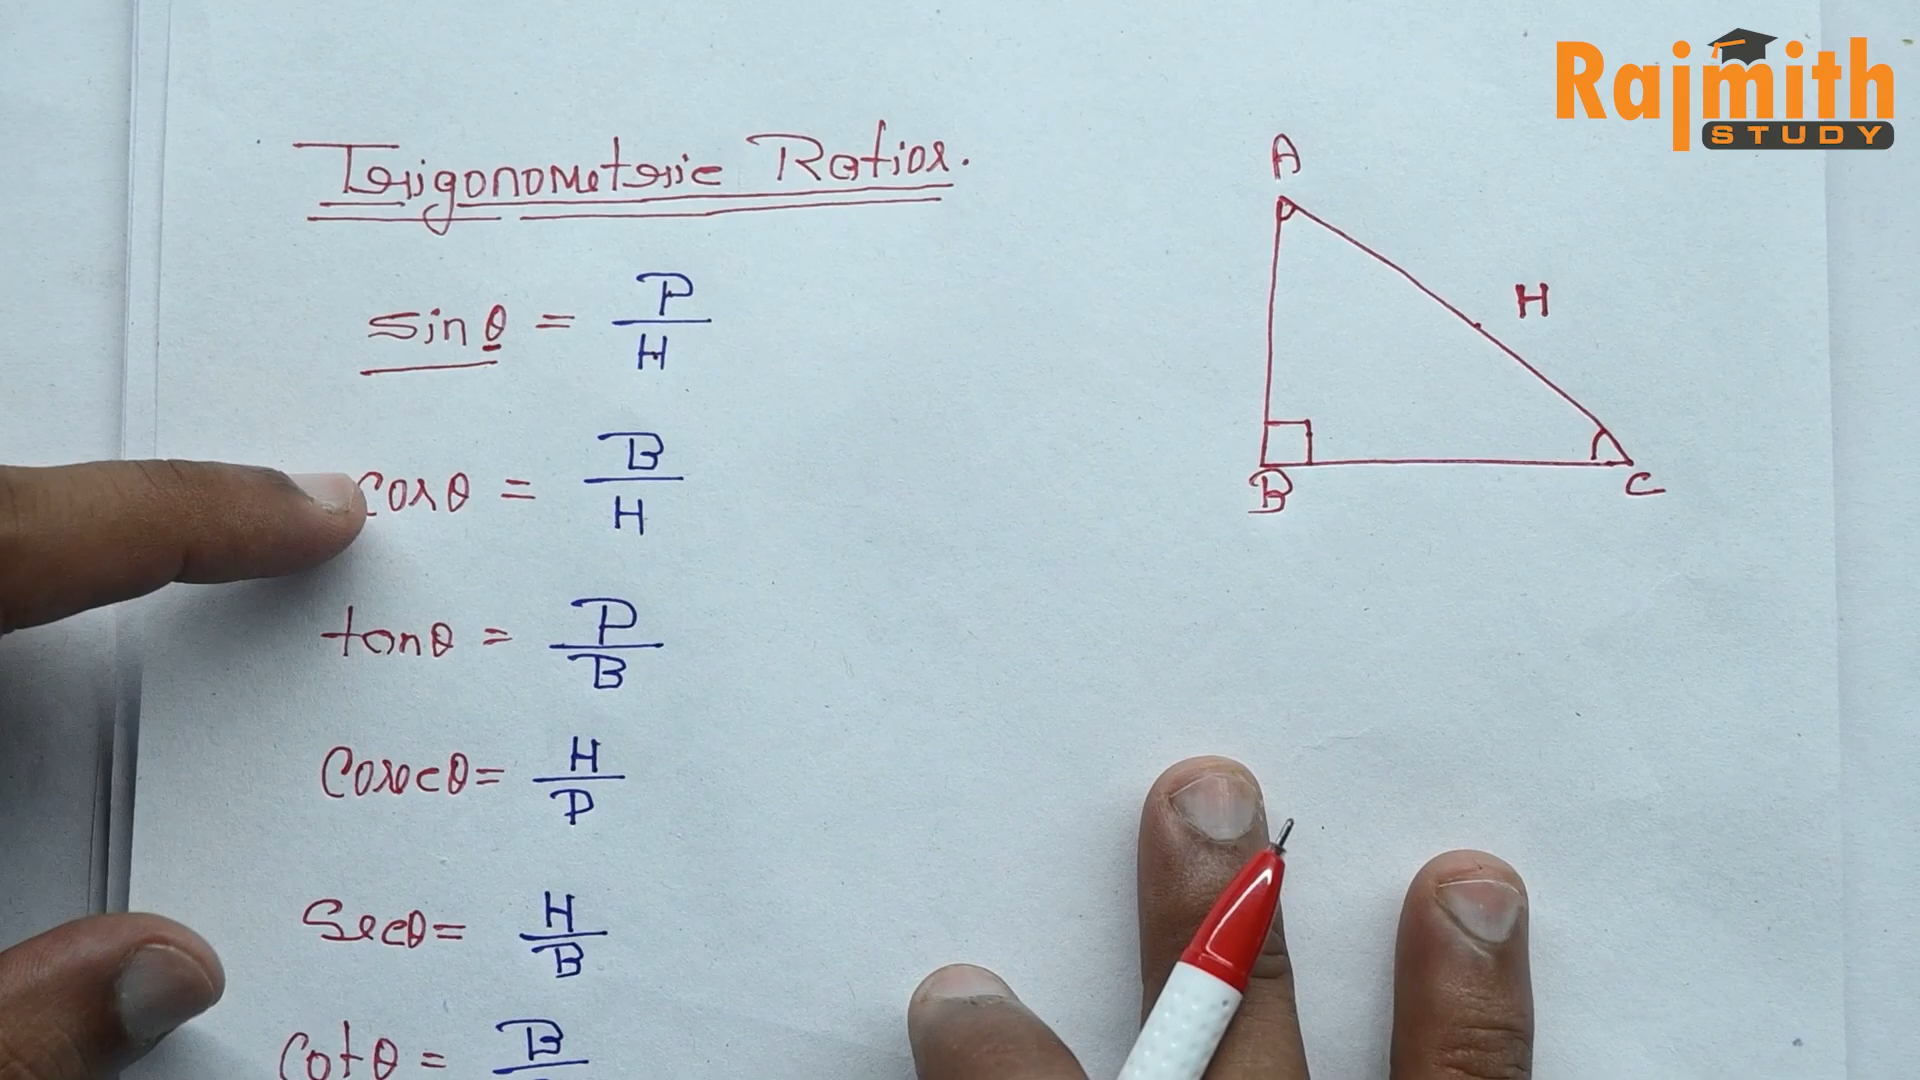 Rajmith
STUDY
Trigonometric Ratios.
sinθ = P/H
cosθ = B/H
tanθ = P/B
Cosecθ = H/P
Secθ = H/B
Cotθ = B
A
H
B
C